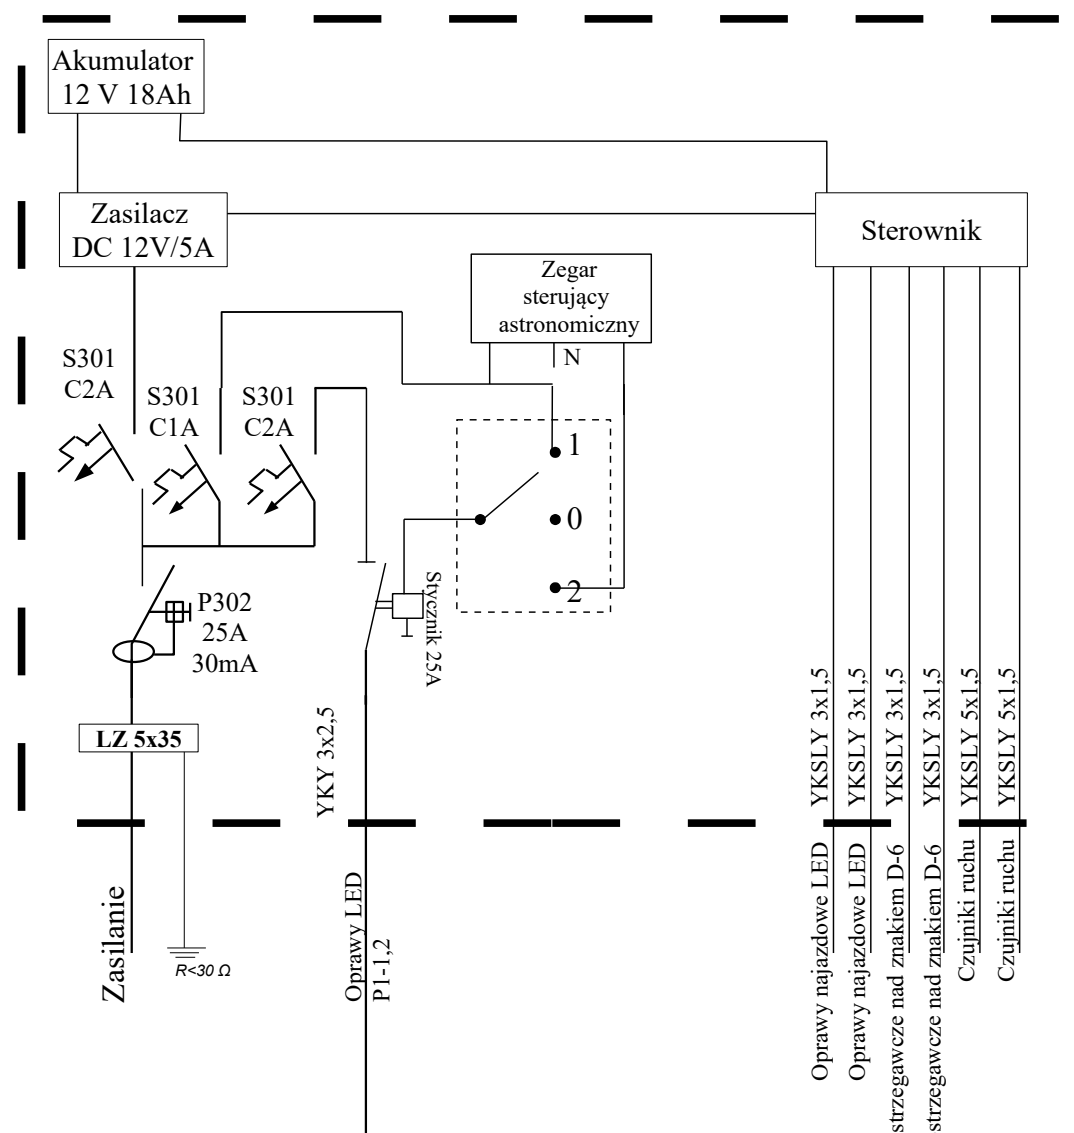 Akumulator
12 V 18Ah
Zasilacz
DC 12V/5A
Sterownik
Zegar
sterujący
astronomiczny
N
S301
C2A
S301
C1A
S301
C2A
1
0
2
Stycznik 25A
P302
25A
30mA
LZ 5x35
YKY 3x2,5
YKSLY 3x1,5
YKSLY 3x1,5
YKSLY 3x1,5
YKSLY 3x1,5
YKSLY 5x1,5
YKSLY 5x1,5
Zasilanie
R<30 Ω
Oprawy LED
P1-1,2
Oprawy najazdowe LED
Oprawy najazdowe LED
strzegawcze nad znakiem D-6
strzegawcze nad znakiem D-6
Czujniki ruchu
Czujniki ruchu